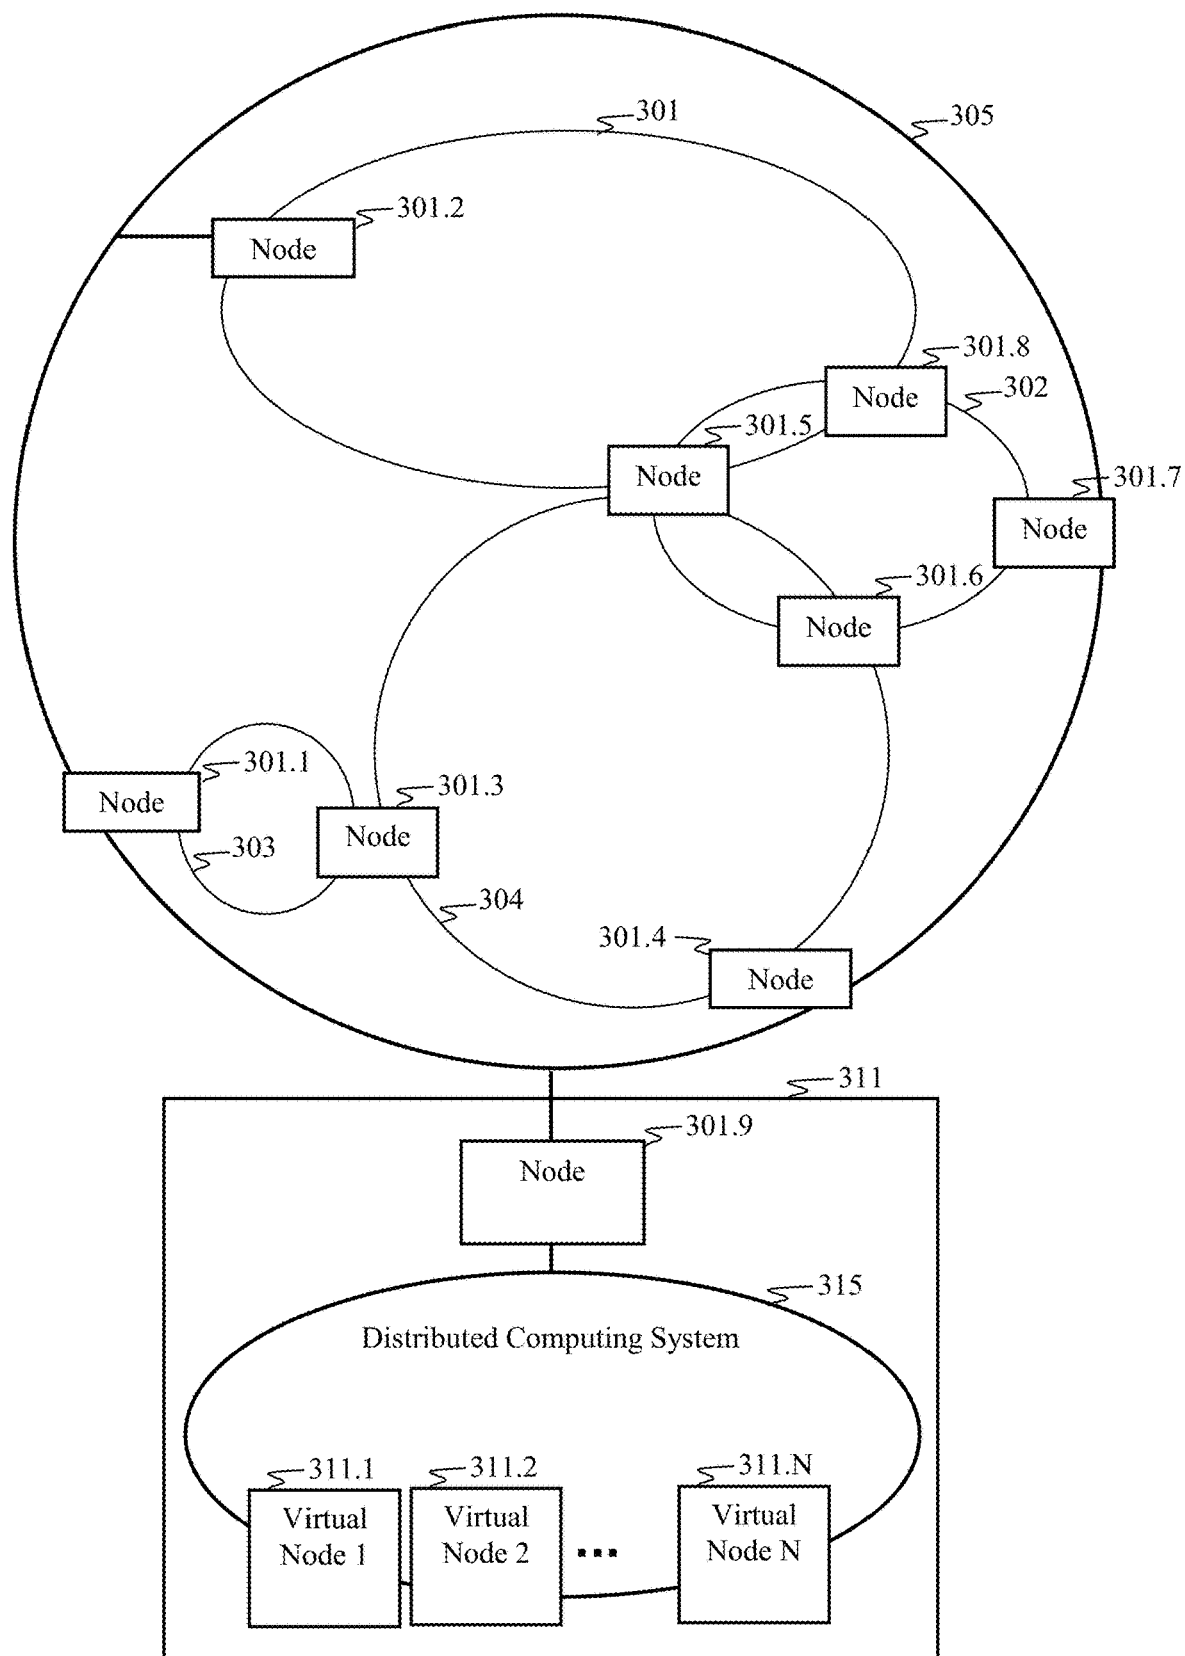 301
305
301.2
Node
301.8
Node
302
301.5
Node
301.7
Node
301.6
Node
301.1
Node
301.3
Node
303
304
301.4
Node
311
301.9
Node
315
Distributed Computing System
311.1
Virtual
Node 1
311.2
Virtual
Node 2
...
311.N
Virtual
Node N